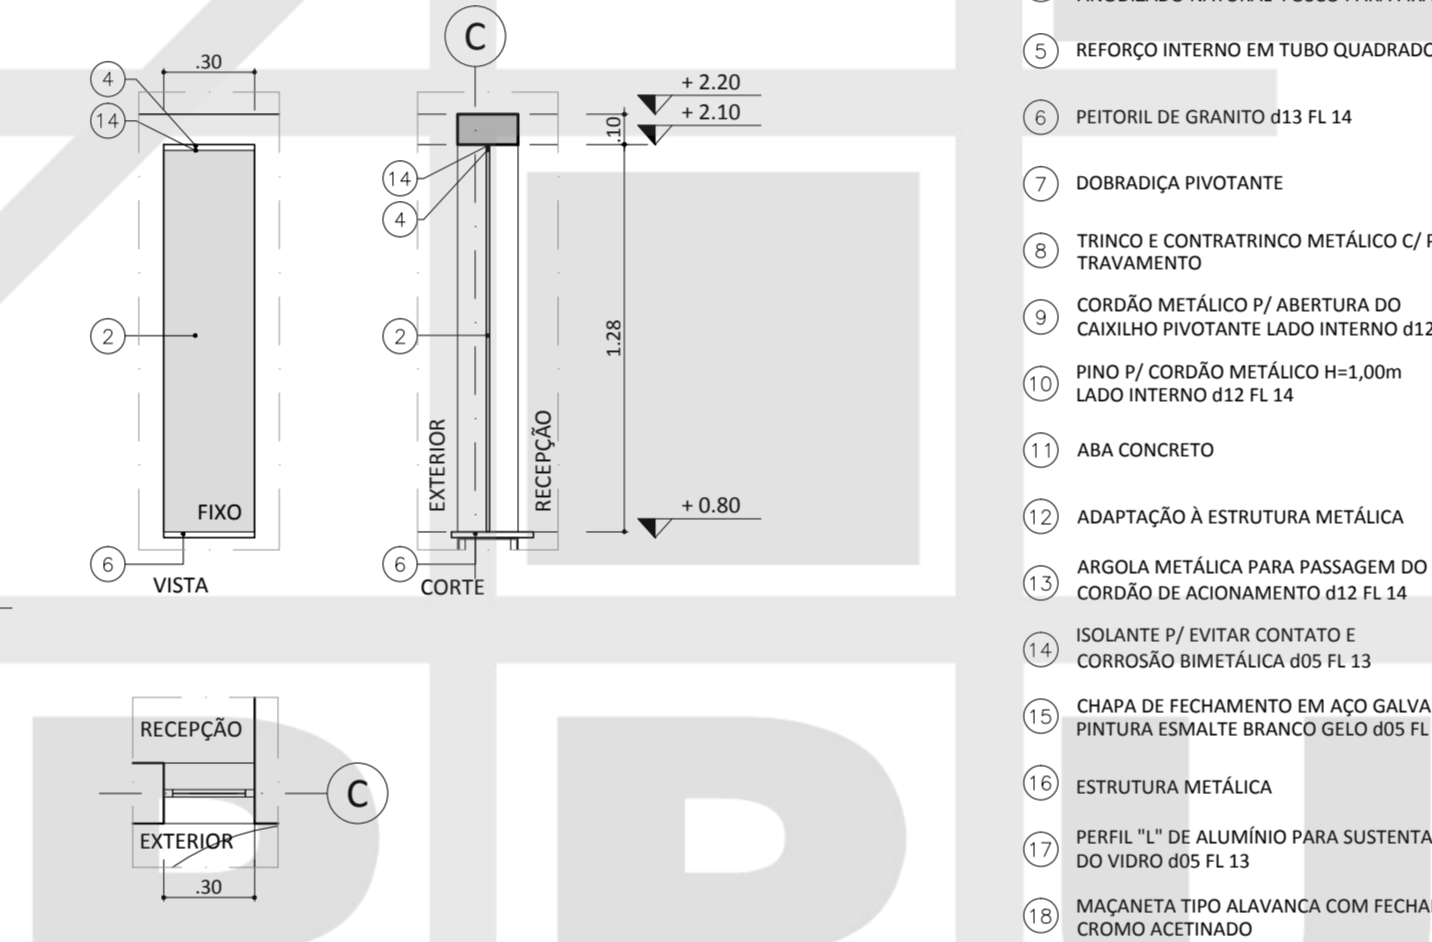 .30
4
14
2
FIXO
6
VISTA
C
+ 2.20
+ 2.10
.10
14
4
2
1.28
EXTERIOR
RECEPÇÃO
+ 0.80
6
CORTE
RECEPÇÃO
C
EXTERIOR
.30
5 REFORÇO INTERNO EM TUBO QUADRADO
6 PEITORIL DE GRANITO d13 FL 14
7 DOBRADIÇA PIVOTANTE
8 TRINCO E CONTRATRINCO METÁLICO C/
TRAVAMENTO
9 CORDÃO METÁLICO P/ ABERTURA DO
CAIXILHO PIVOTANTE LADO INTERNO d12
10 PINO P/ CORDÃO METÁLICO H=1,00m
LADO INTERNO d12 FL 14
11 ABA CONCRETO
12 ADAPTAÇÃO À ESTRUTURA METÁLICA
13 ARGOLA METÁLICA PARA PASSAGEM DO
CORDÃO DE ACIONAMENTO d12 FL 14
14 ISOLANTE P/ EVITAR CONTATO E
CORROSÃO BIMETÁLICA d05 FL 13
15 CHAPA DE FECHAMENTO EM AÇO GALVA
PINTURA ESMALTE BRANCO GELO d05 FL
16 ESTRUTURA METÁLICA
17 PERFIL "L" DE ALUMÍNIO PARA SUSTENTA
DO VIDRO d05 FL 13
18 MAÇANETA TIPO ALAVANCA COM FECHA
CROMO ACETINADO